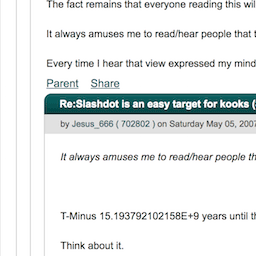 The fact remains that everyone reading this wil
It always amuses me to read/hear people that t
Every time I hear that view expressed my mind
Parent Share
Re:Slashdot is an easy target for kooks (
by Jesus_666 ( 702802 ) on Saturday May 05, 2007
It always amuses me to read/hear people th
T-Minus 15.193792102158E+9 years until th
Think about it.